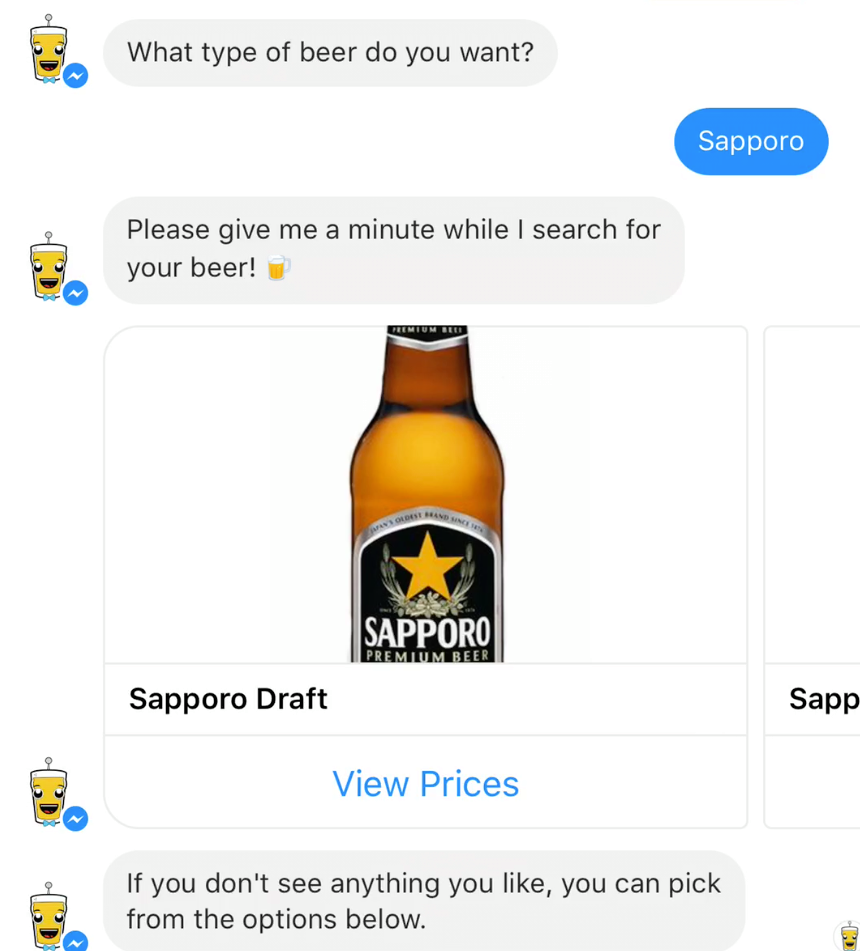 What type of beer do you want?
Sapporo
Please give me a minute while I search for
your beer! 🍺
PREMIUM BEER
JAPAN'S OLDEST BRAND SINCE 1876
SINCE 1876
SAPPORO
PREMIUM BEER
Sapporo Draft
Sapp
View Prices
If you don't see anything you like, you can pick
from the options below.